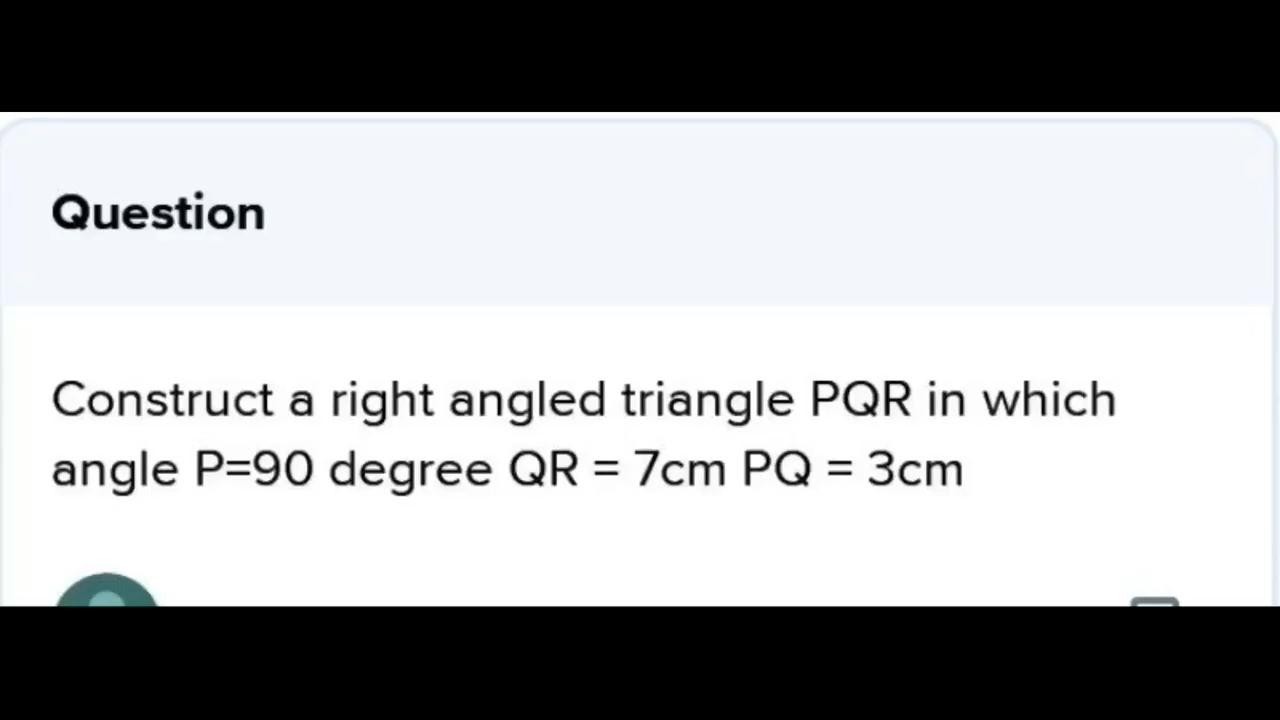 Question
Construct a right angled triangle PQR in which
angle P=90 degree QR = 7cm PQ = 3cm